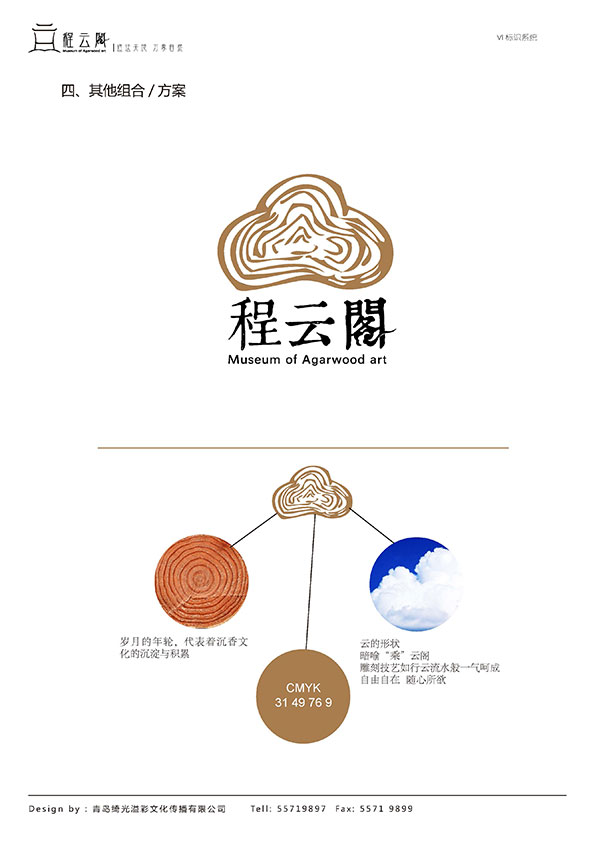 程云閣
Museum of Agarwood art
VI 标识系统
四、其他组合 / 方案
程云閣
Museum of Agarwood art
岁月的年轮，代表着沉香文
化的沉淀与积累
云的形状
暗喻“乘”云阁
雕刻技艺如行云流水般一气呵成
自由自在 随心所欲
CMYK
31 49 76 9
Design by : 青岛绮光溢彩文化传播有限公司 Tell: 55719897 Fax: 5571 9899